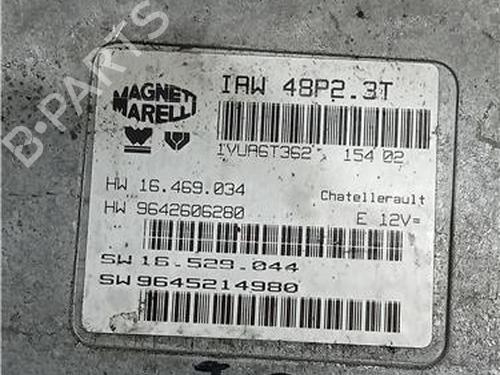 B-PARTS
MAGNETI
MARELLI
IAW 48P2.3T
1YUA6T362 154 02
HW 16.469.034
Chatellerault
HW 9642606280
E 12V=
SW 16.529.044
SW 9645214980